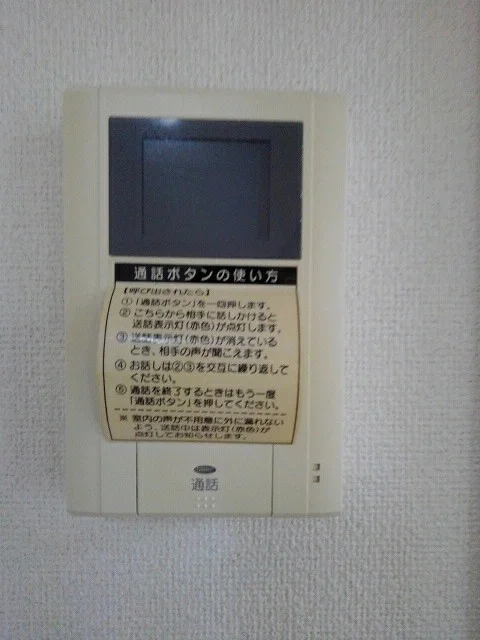 通話ボタンの使い方
【呼び出されたら】
①「通話ボタン」を一回押します。
② こちらから相手に話しかけると
送話表示灯(赤色)が点灯します。
③ 送話表示灯(赤色)が消えている
とき、相手の声が聞こえます。
④ お話しは②③を交互に繰り返して
ください。
⑤ 通話を終了するときはもう一度
「通話ボタン」を押してください。
※ 室内の声が不用意に外に漏れない
よう、送話中は表示灯(赤色)が
点灯してお知らせします。
通話